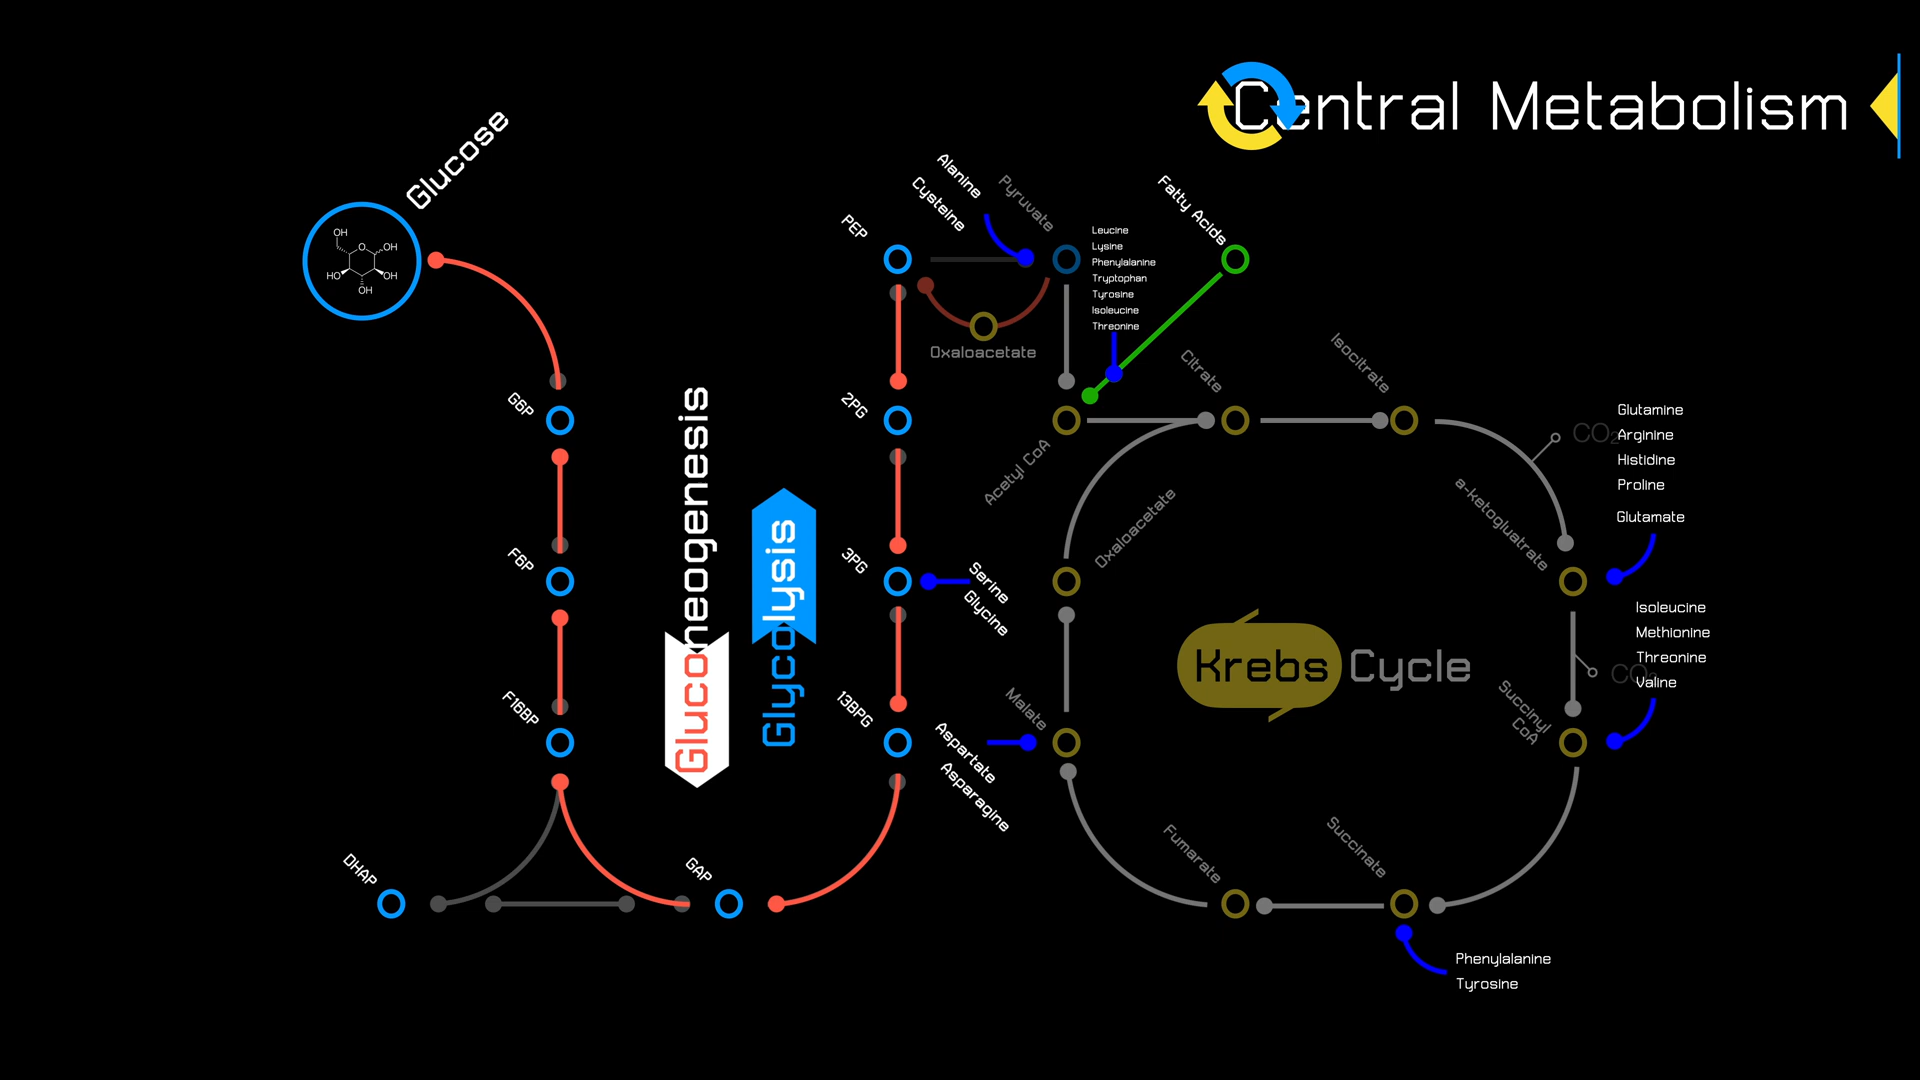 Central Metabolism
Glucose
OH
O
OH
HO
OH
OH
G6P
F6P
F16BP
DHAP
GAP
Gluconeogenesis
Glycolysis
PEP
2PG
3PG
13BPG
Alanine
Cysteine
Pyruvate
Oxaloacetate
Serine
Glycine
Aspartate
Asparagine
Leucine
Lysine
Phenylalanine
Tryptophan
Tyrosine
Isoleucine
Threonine
Fatty Acids
Acetyl CoA
Citrate
Isocitrate
CO₂
Glutamine
Arginine
Histidine
Proline
Glutamate
a-ketogluatrate
Oxaloacetate
Krebs Cycle
Isoleucine
Methionine
Threonine
Valine
CO₂
Succinyl
CoA
Malate
Fumarate
Succinate
Phenylalanine
Tyrosine